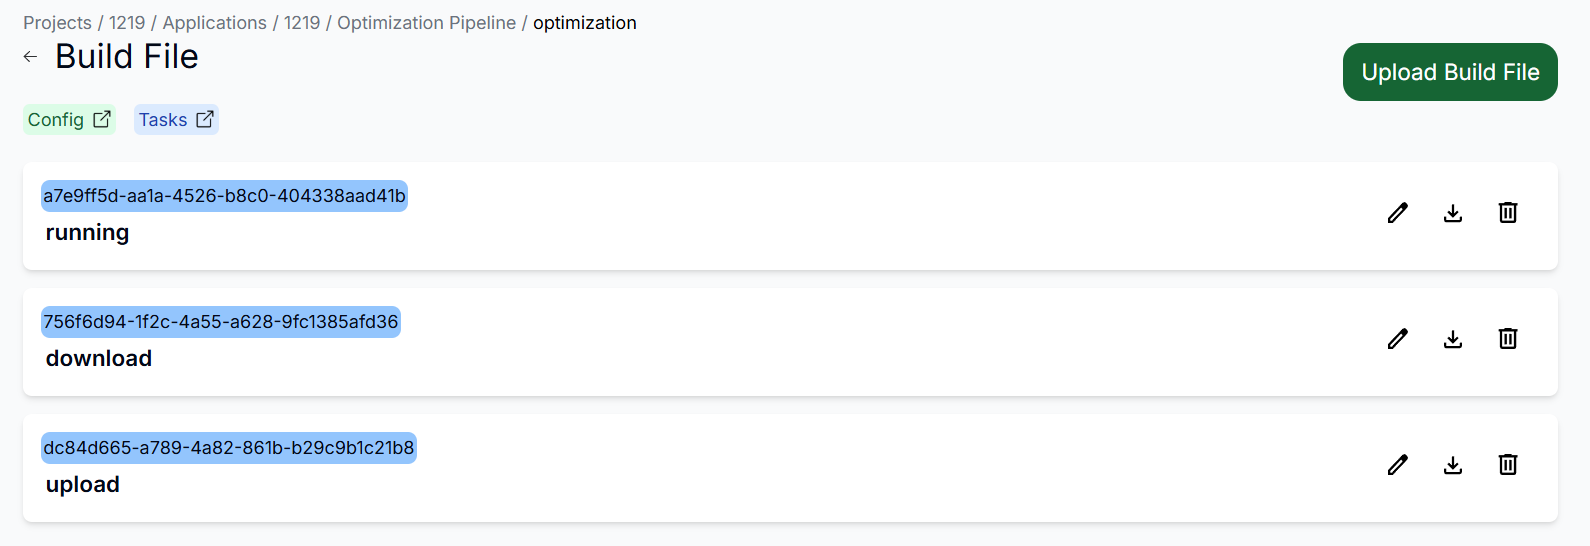 Projects / 1219 / Applications / 1219 / Optimization Pipeline / optimization
← Build File
Upload Build File
Config
Tasks
a7e9ff5d-aa1a-4526-b8c0-404338aad41b
running
756f6d94-1f2c-4a55-a628-9fc1385afd36
download
dc84d665-a789-4a82-861b-b29c9b1c21b8
upload